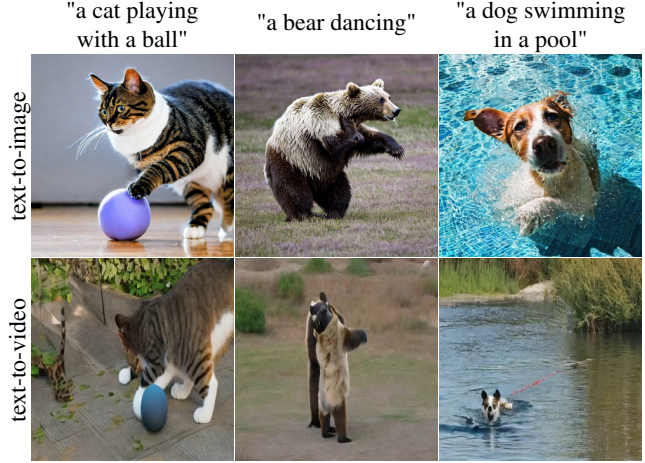 "a cat playing
with a ball"
"a bear dancing"
"a dog swimming
in a pool"
text-to-image
text-to-video